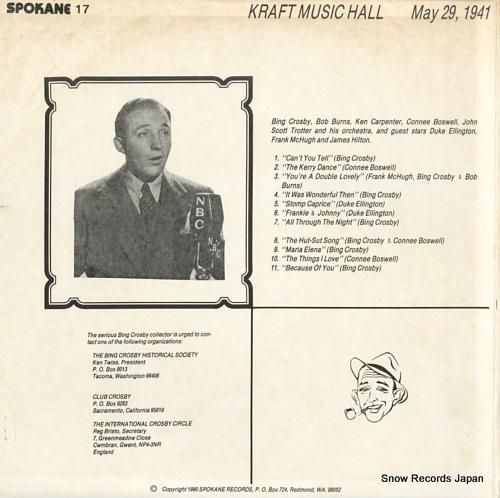 SPOKANE 17
KRAFT MUSIC HALL May 29, 1941
Bing Crosby, Bob Burns, Ken Carpenter, Connee Boswell, John
Scott Trotter and his orchestra, and guest stars Duke Ellington,
Frank McHugh and James Hilton.
1. "Can't You Tell" (Bing Crosby)
2. "The Kerry Dance" (Connee Boswell)
3. "You're A Double Lovely" (Frank McHugh, Bing Crosby & Bob
Burns)
4. "It Was Wonderful Then" (Bing Crosby)
5. "Stomp Caprice" (Duke Ellington)
6. "Frankie & Johnny" (Duke Ellington)
7. "All Through The Night" (Bing Crosby)
8. "The Hut-Sut Song" (Bing Crosby & Connee Boswell)
9. "Maria Elena" (Bing Crosby)
10. "The Things I Love" (Connee Boswell)
11. "Because Of You" (Bing Crosby)
NBC
NBC
The serious Bing Crosby collector is urged to con-
tact one of the following organizations:
THE BING CROSBY HISTORICAL SOCIETY
Ken Twiss, President
P. O. Box 8013
Tacoma, Washington 98408
CLUB CROSBY
P. O. Box 8283
Sacramento, California 95818
THE INTERNATIONAL CROSBY CIRCLE
Reg Bristo, Secretary
7, Greenmeadow Close
Cwmbran, Gwent, NP4-3NR
England
© Copyright 1986 SPOKANE RECORDS, P. O. Box 724, Redmond, WA. 98052
Snow Records Japan